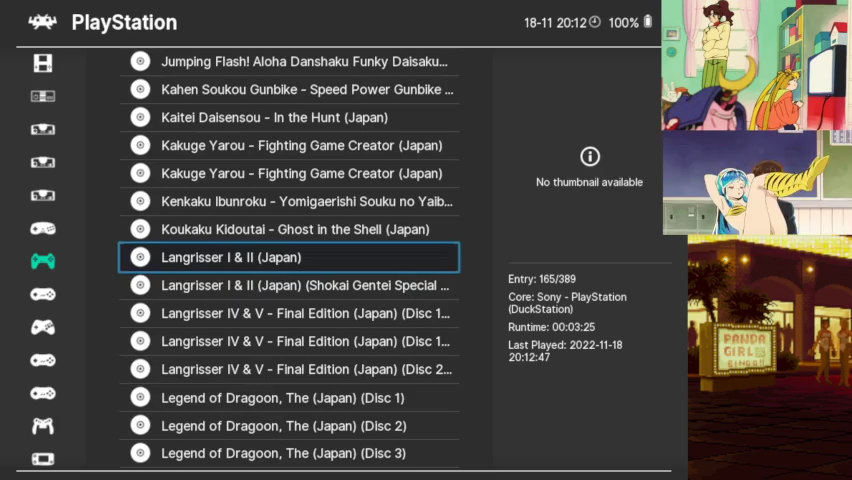 PlayStation
18-11 20:12
100%
Jumping Flash! Aloha Danshaku Funky Daisaku...
Kahen Soukou Gunbike - Speed Power Gunbike ...
Kaitei Daisensou - In the Hunt (Japan)
Kakuge Yarou - Fighting Game Creator (Japan)
Kakuge Yarou - Fighting Game Creator (Japan)
Kenkaku Ibunroku - Yomigaerishi Souku no Yaib...
Koukaku Kidoutai - Ghost in the Shell (Japan)
Langrisser I & II (Japan)
Langrisser I & II (Japan) (Shokai Gentei Special ...
Langrisser IV & V - Final Edition (Japan) (Disc 1...
Langrisser IV & V - Final Edition (Japan) (Disc 1...
Langrisser IV & V - Final Edition (Japan) (Disc 2...
Legend of Dragoon, The (Japan) (Disc 1)
Legend of Dragoon, The (Japan) (Disc 2)
Legend of Dragoon, The (Japan) (Disc 3)
No thumbnail available
Entry: 165/389
Core: Sony - PlayStation
(DuckStation)
Runtime: 00:03:25
Last Played: 2022-11-18
20:12:47
PANDA
GIRL